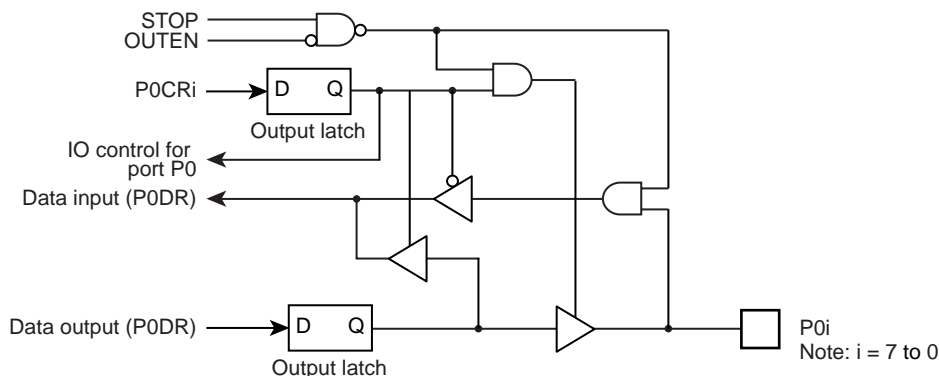 STOP
OUTEN
P0CRi
D Q
Output latch
IO control for
port P0
Data input (P0DR)
Data output (P0DR)
D Q
Output latch
P0i
Note: i = 7 to 0